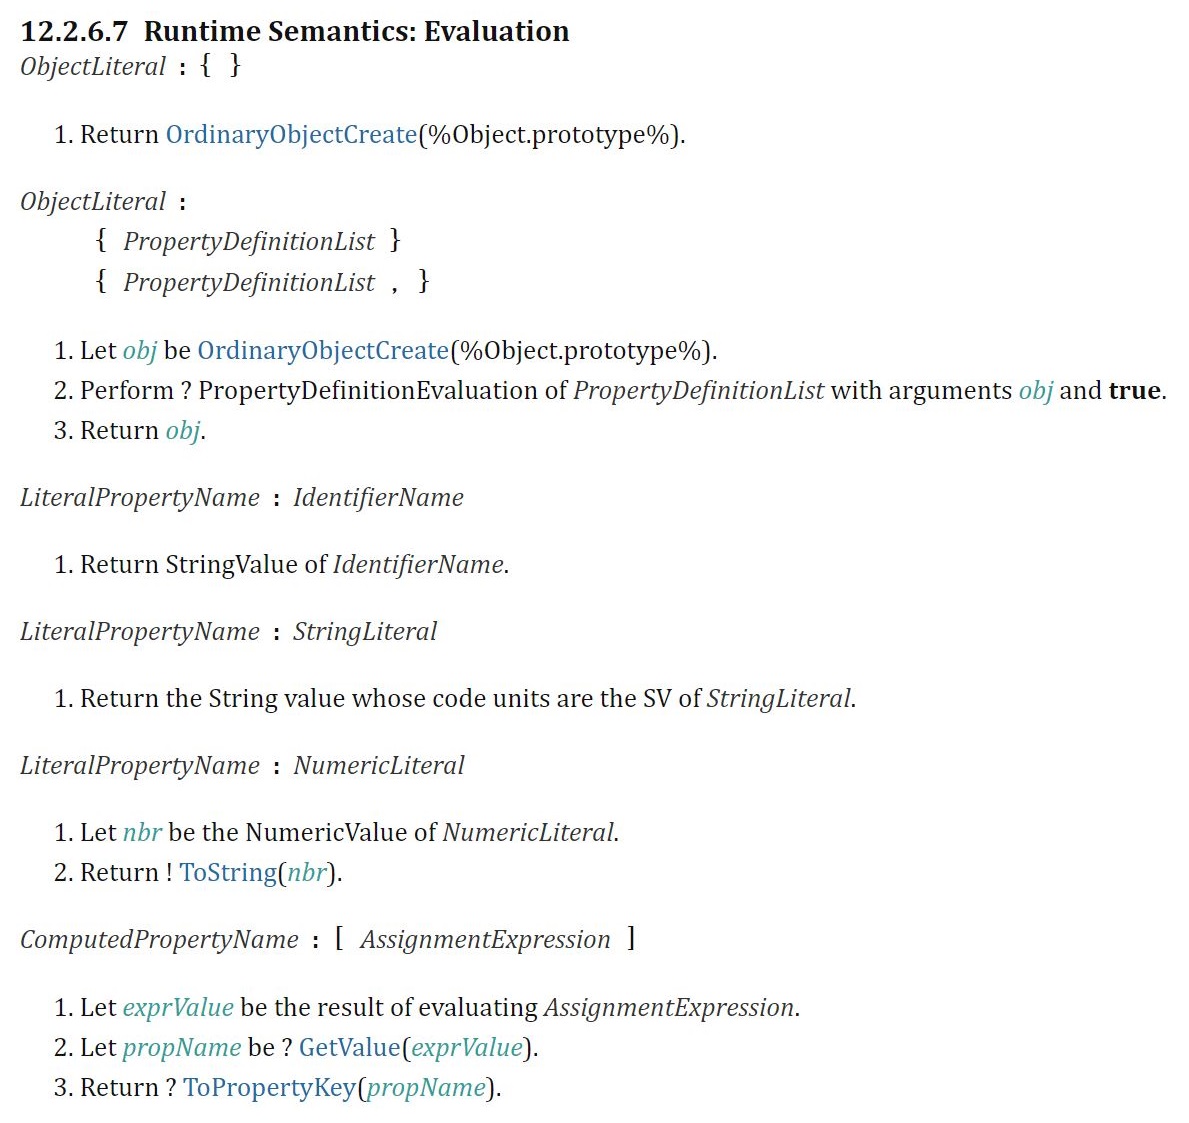 12.2.6.7 Runtime Semantics: Evaluation
ObjectLiteral : { }
1. Return OrdinaryObjectCreate(%Object.prototype%).
ObjectLiteral :
{ PropertyDefinitionList }
{ PropertyDefinitionList , }
1. Let obj be OrdinaryObjectCreate(%Object.prototype%).
2. Perform ? PropertyDefinitionEvaluation of PropertyDefinitionList with arguments obj and true.
3. Return obj.
LiteralPropertyName : IdentifierName
1. Return StringValue of IdentifierName.
LiteralPropertyName : StringLiteral
1. Return the String value whose code units are the SV of StringLiteral.
LiteralPropertyName : NumericLiteral
1. Let nbr be the NumericValue of NumericLiteral.
2. Return ! ToString(nbr).
ComputedPropertyName : [ AssignmentExpression ]
1. Let exprValue be the result of evaluating AssignmentExpression.
2. Let propName be ? GetValue(exprValue).
3. Return ? ToPropertyKey(propName).